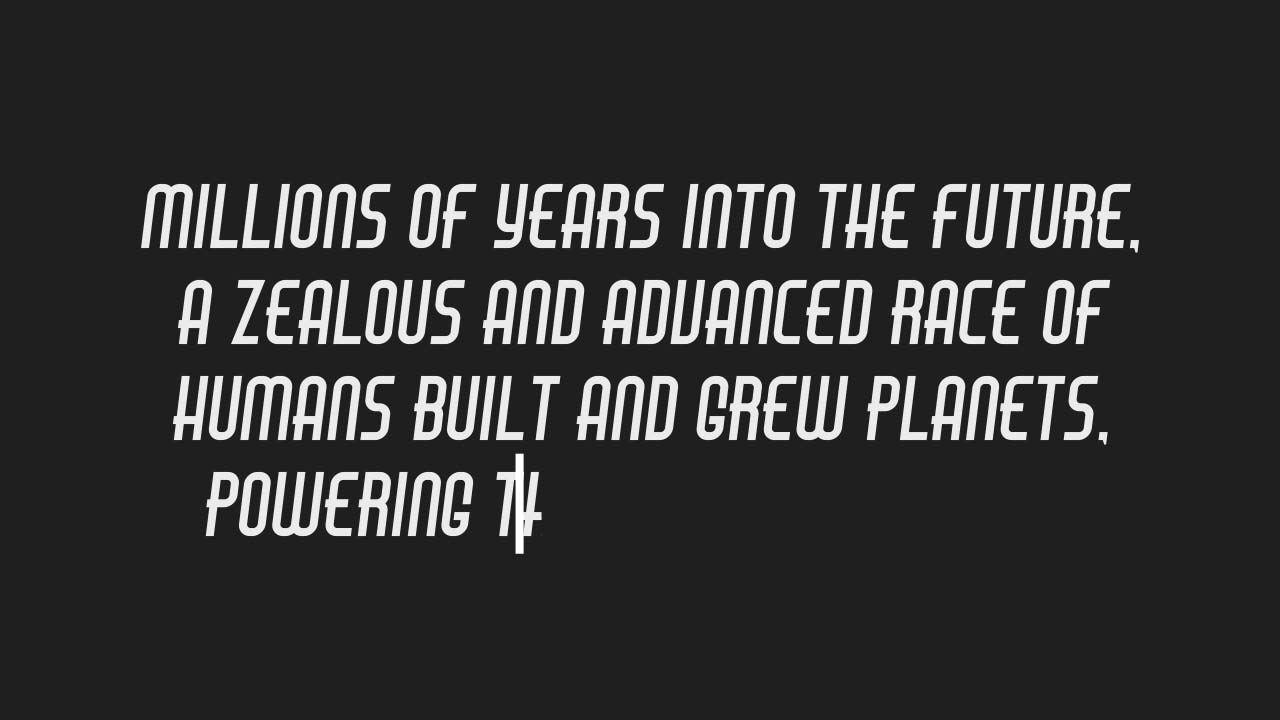 MILLIONS OF YEARS INTO THE FUTURE,
A ZEALOUS AND ADVANCED RACE OF
HUMANS BUILT AND GREW PLANETS,
POWERING T